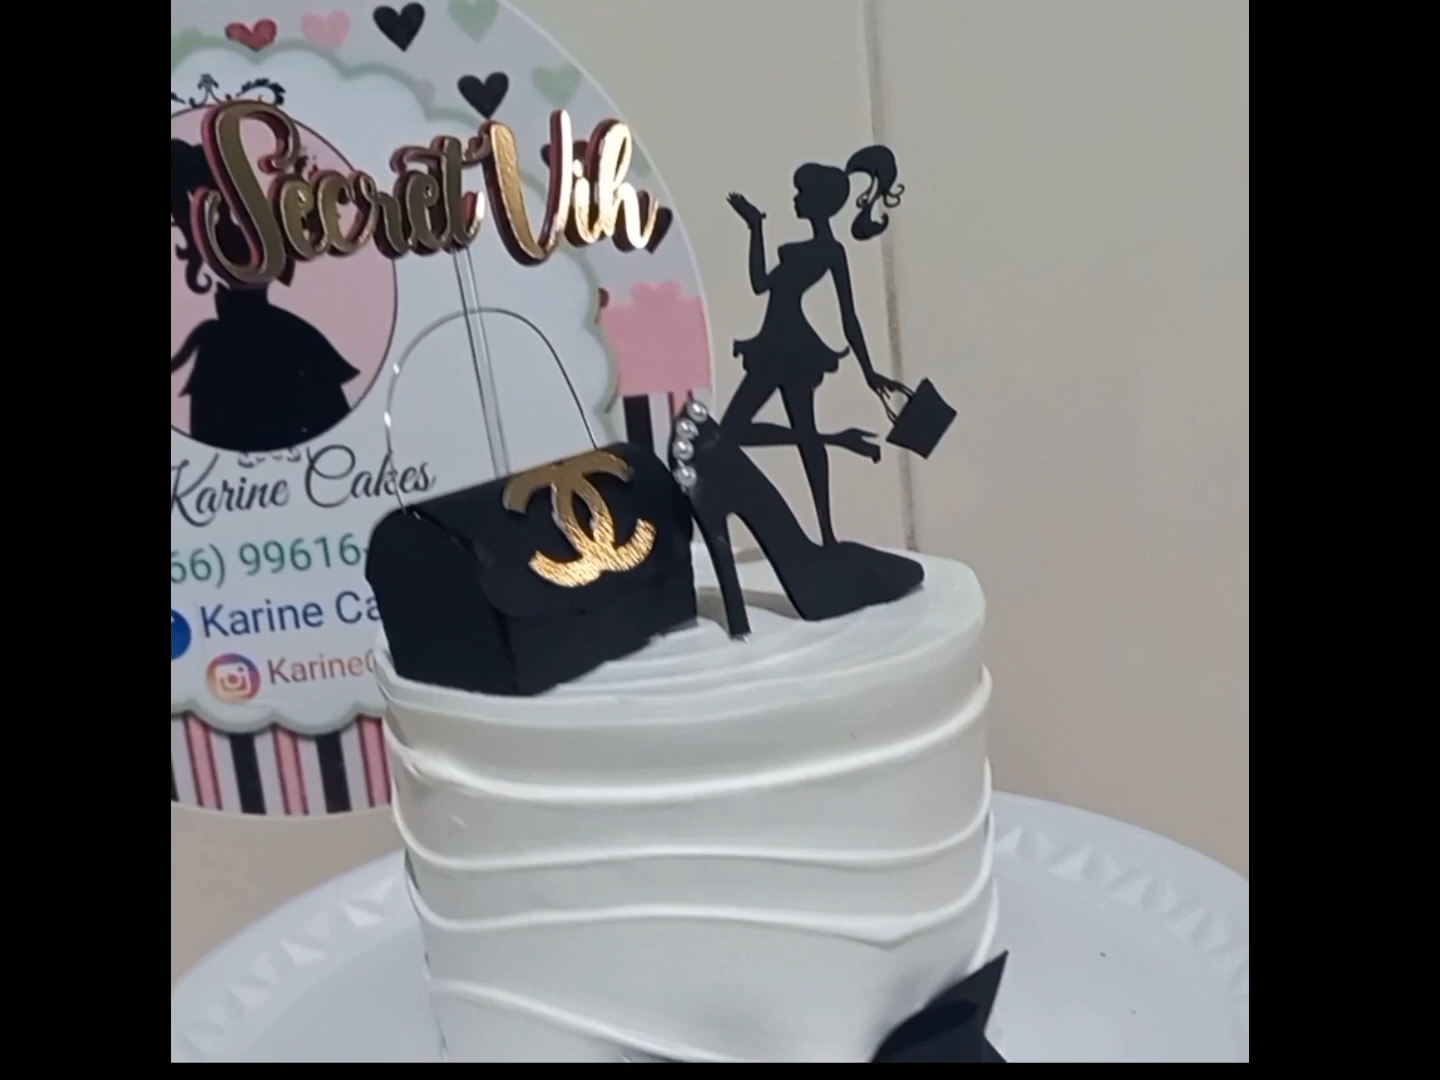 Secret Vih
Karine Cakes
66) 99616-
Karine Ca
Karine